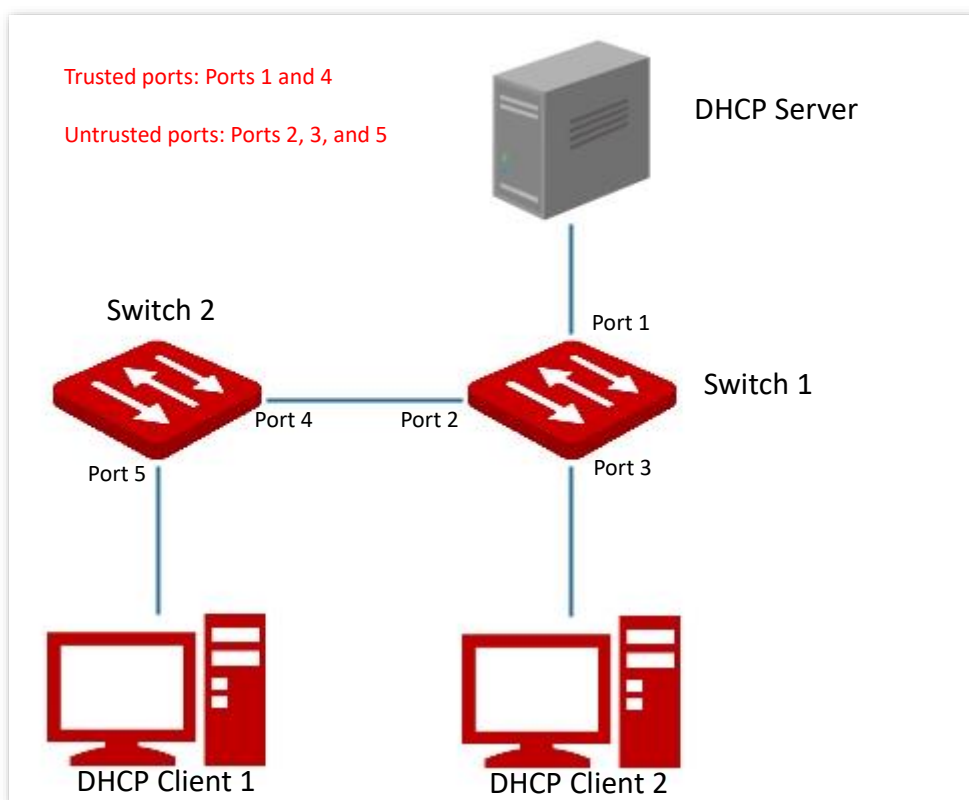 Trusted ports: Ports 1 and 4
Untrusted ports: Ports 2, 3, and 5
DHCP Server
Switch 2
Port 1
Switch 1
Port 4
Port 2
Port 5
Port 3
DHCP Client 1
DHCP Client 2